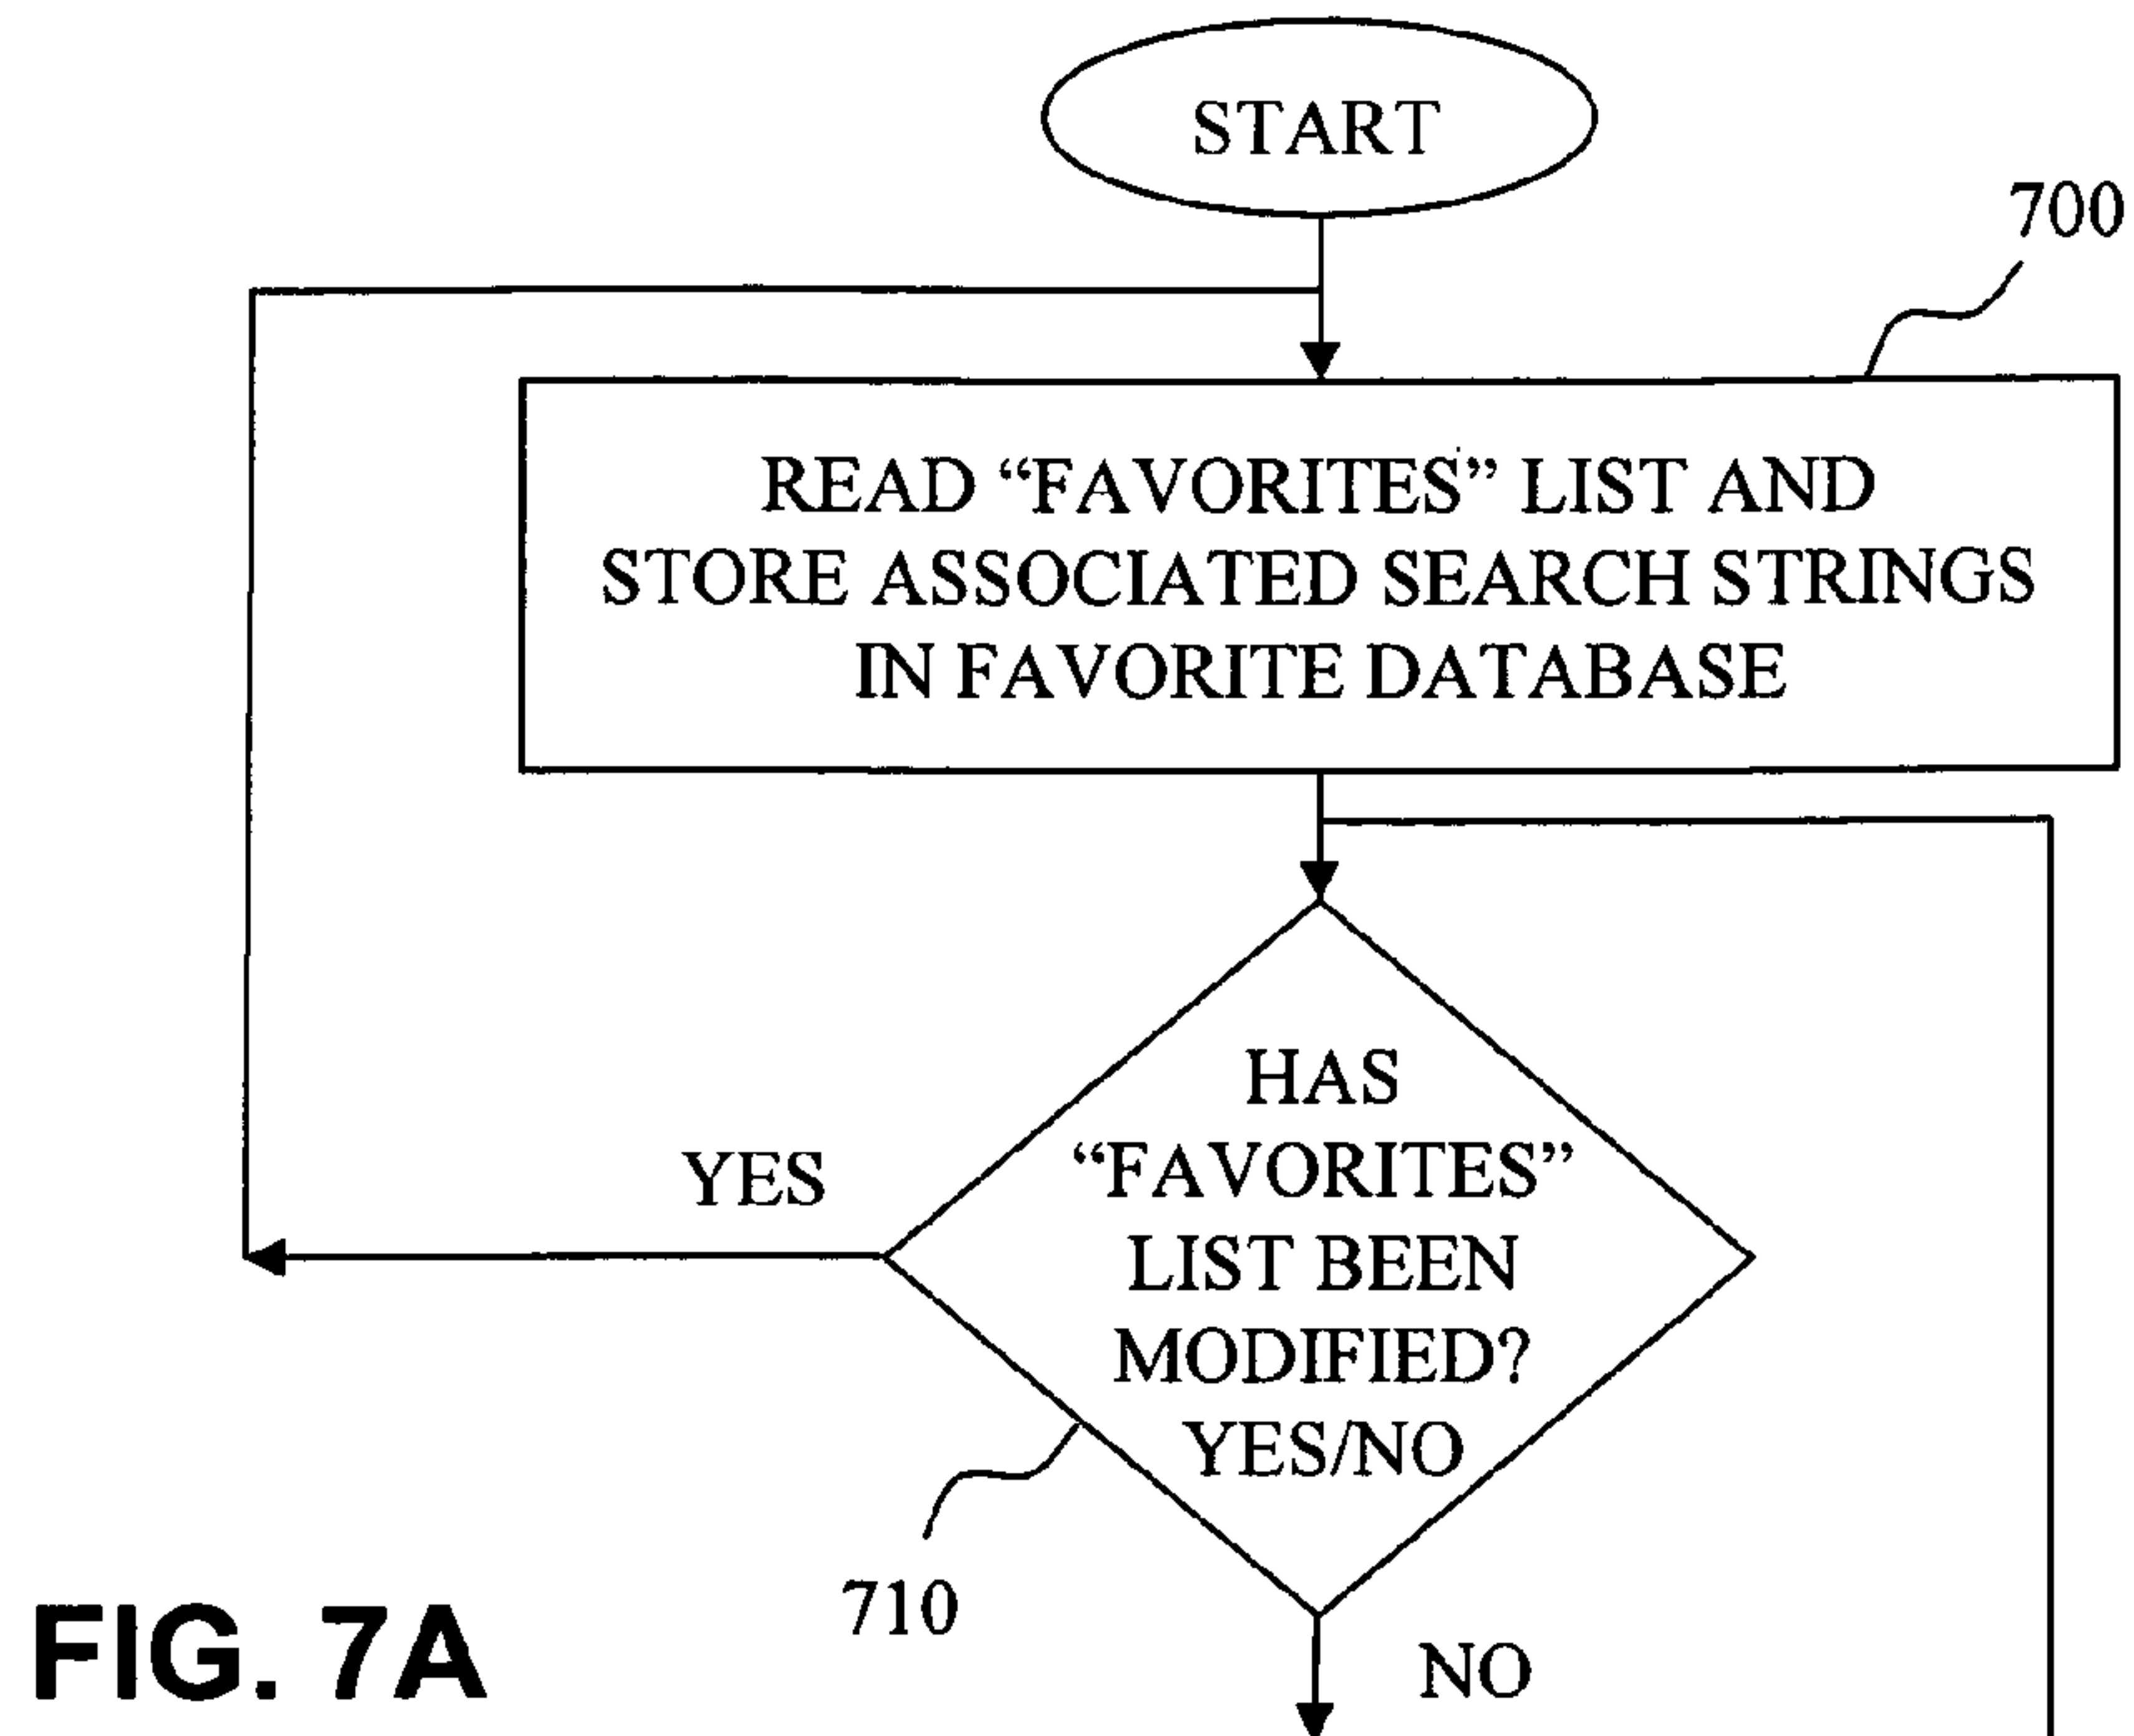 START
700
READ “FAVORITES” LIST AND
STORE ASSOCIATED SEARCH STRINGS
IN FAVORITE DATABASE
HAS
“FAVORITES”
LIST BEEN
MODIFIED?
YES/NO
YES
710
NO
FIG. 7A